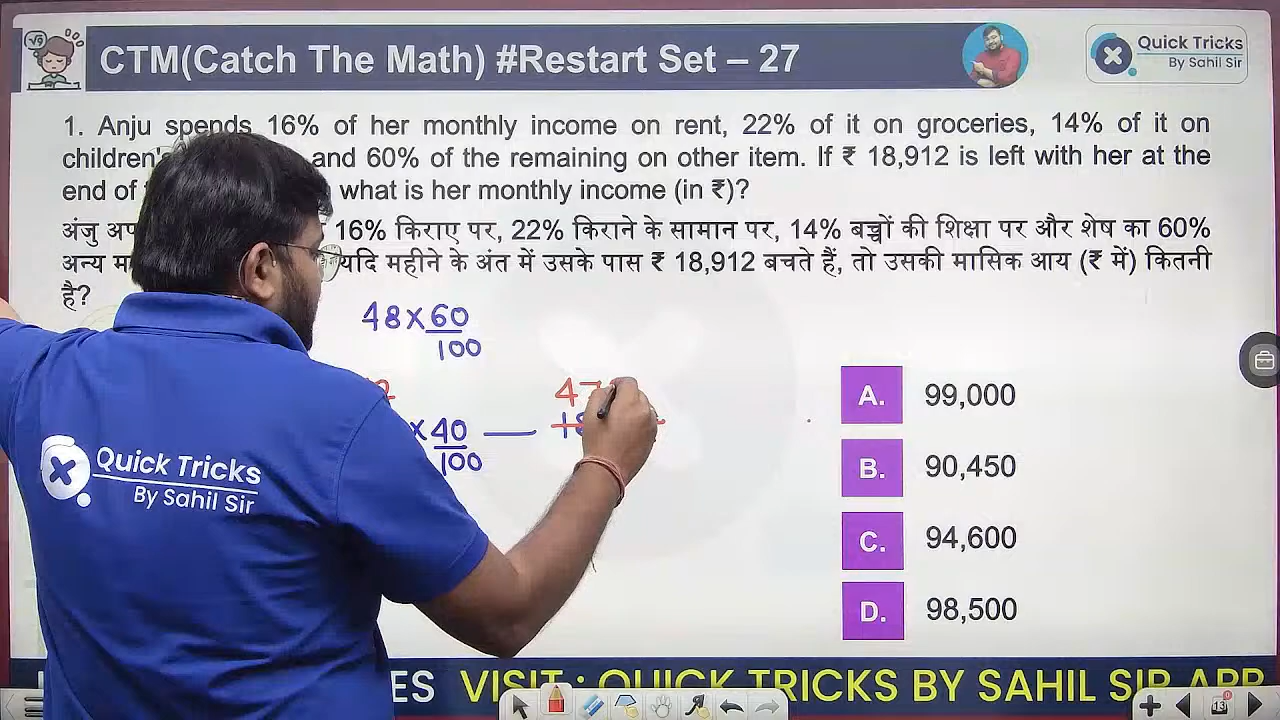 CTM(Catch The Math) #Restart Set – 27
Quick Tricks
By Sahil Sir
1. Anju spends 16% of her monthly income on rent, 22% of it on groceries, 14% of it on
children's and 60% of the remaining on other item. If ₹ 18,912 is left with her at the
end of what is her monthly income (in ₹)?
अंजु 16% किराए पर, 22% किराने के सामान पर, 14% बच्चों की शिक्षा पर और शेष का 60%
अन्य यदि महीने के अंत में उसके पास ₹ 18,912 बचते हैं, तो उसकी मासिक आय (₹ में) कितनी
है?
48×60
100
×40 —
100
A. 99,000
B. 90,450
C. 94,600
D. 98,500
Quick Tricks
By Sahil Sir
VISIT : QUICK TRICKS BY SAHIL SIR APP
13